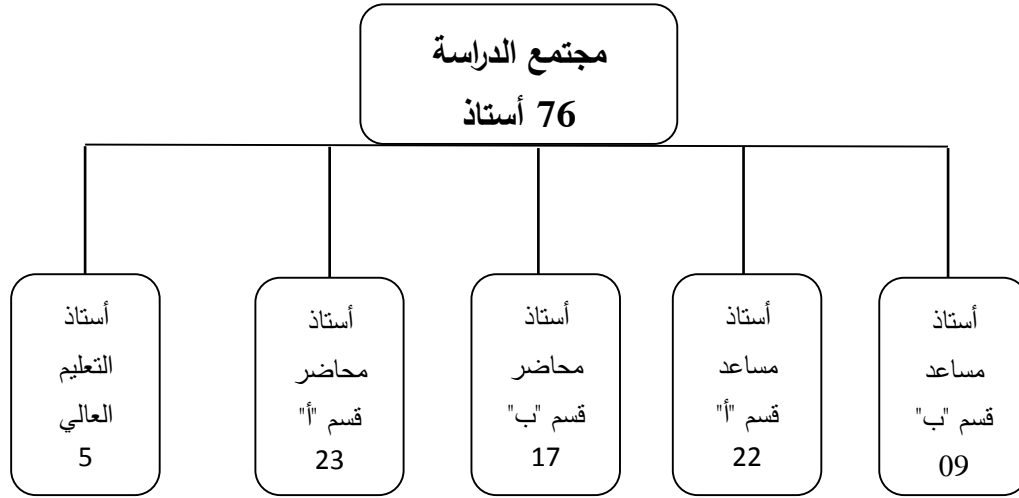 مجتمع الدراسة
76 أستاذ
أستاذ
مساعد
قسم "ب"
09
أستاذ
مساعد
قسم "أ"
22
أستاذ
محاضر
قسم "ب"
17
أستاذ
محاضر
قسم "أ"
23
أستاذ
التعليم
العالي
5